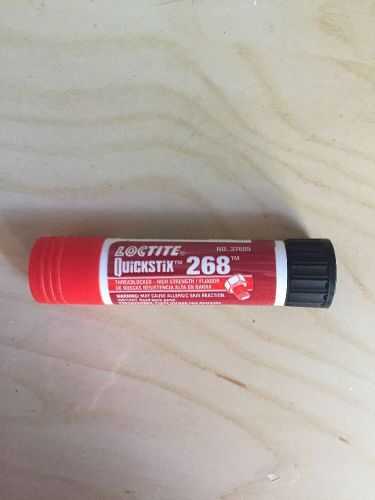 LOCTITE®
NO. 37685
QUICKSTIX™ 268™
THREADLOCKER - HIGH STRENGTH / FIJADOR
DE ROSCAS RESISTENCIA ALTA EN BARRA
WARNING: MAY CAUSE ALLERGIC SKIN REACTION.